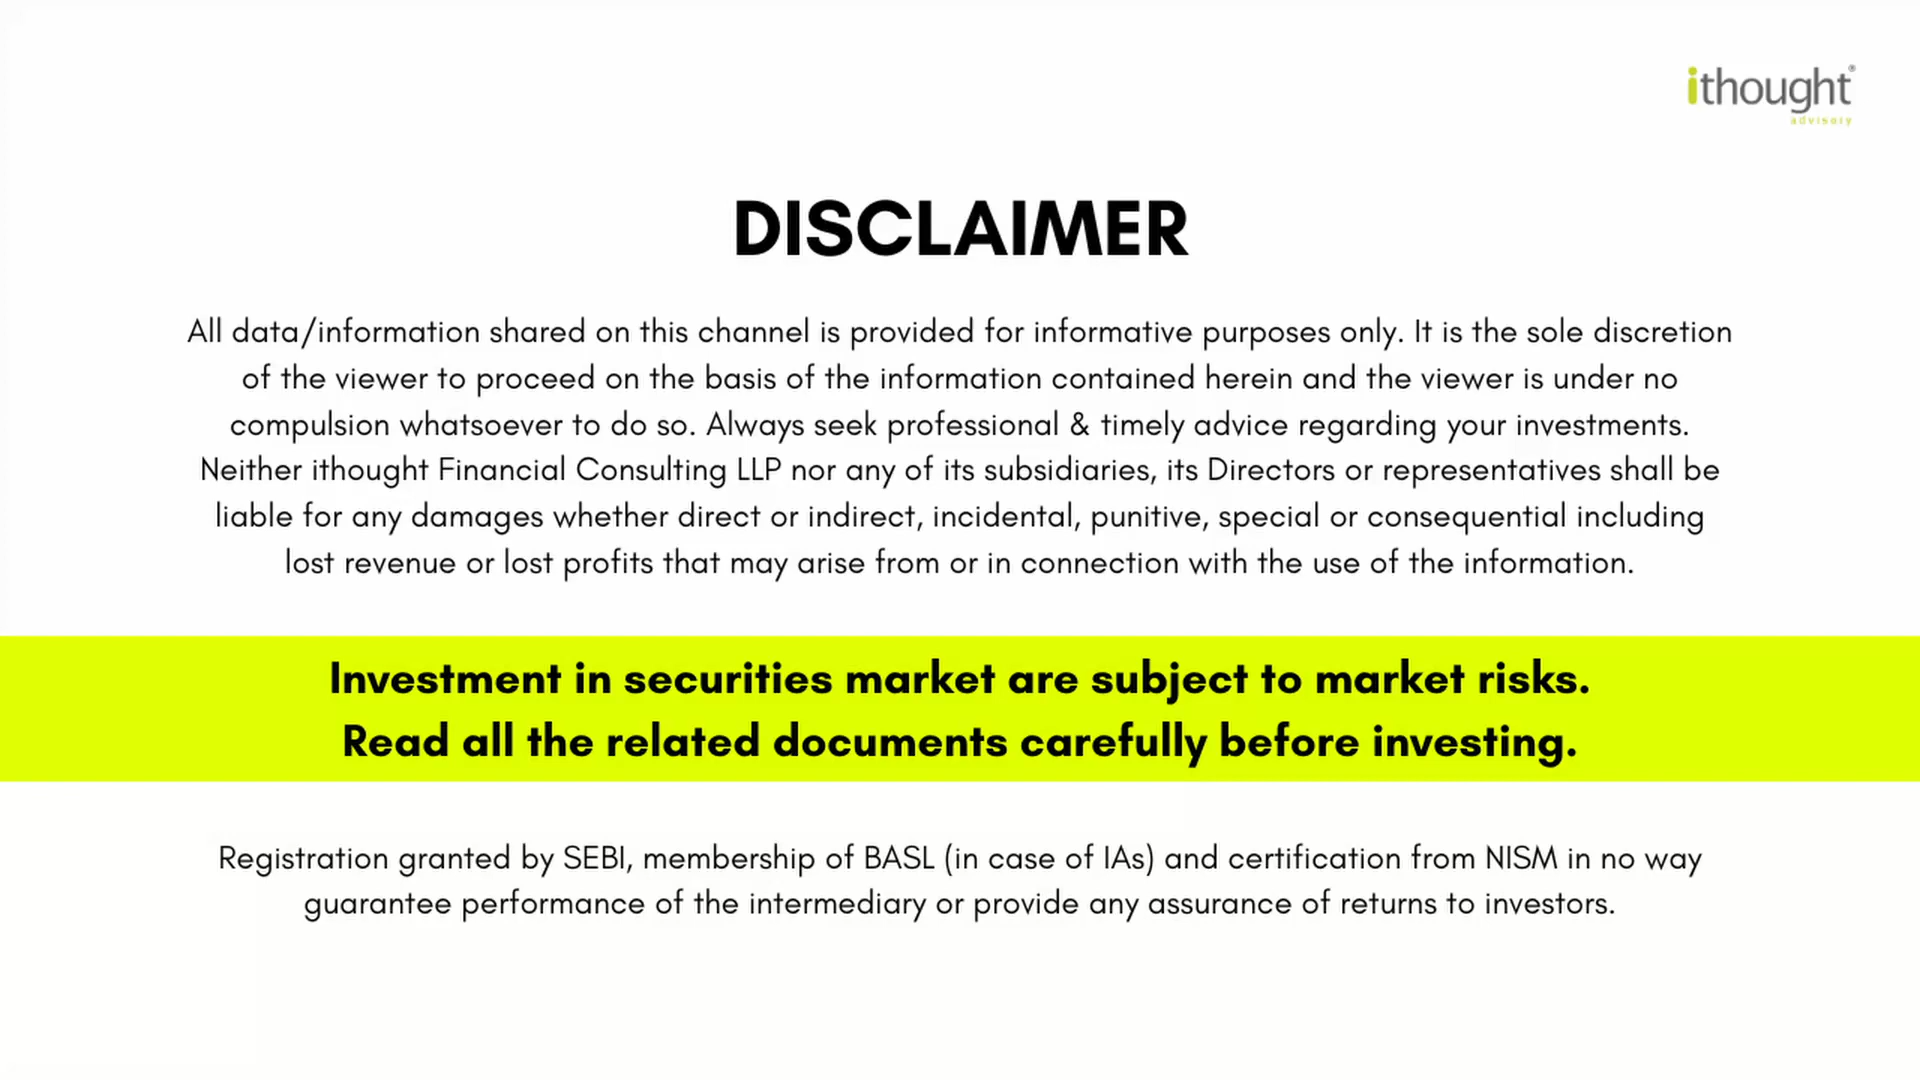 ithought®
advisory
DISCLAIMER
All data/information shared on this channel is provided for informative purposes only. It is the sole discretion
of the viewer to proceed on the basis of the information contained herein and the viewer is under no
compulsion whatsoever to do so. Always seek professional & timely advice regarding your investments.
Neither ithought Financial Consulting LLP nor any of its subsidiaries, its Directors or representatives shall be
liable for any damages whether direct or indirect, incidental, punitive, special or consequential including
lost revenue or lost profits that may arise from or in connection with the use of the information.
Investment in securities market are subject to market risks.
Read all the related documents carefully before investing.
Registration granted by SEBI, membership of BASL (in case of IAs) and certification from NISM in no way
guarantee performance of the intermediary or provide any assurance of returns to investors.